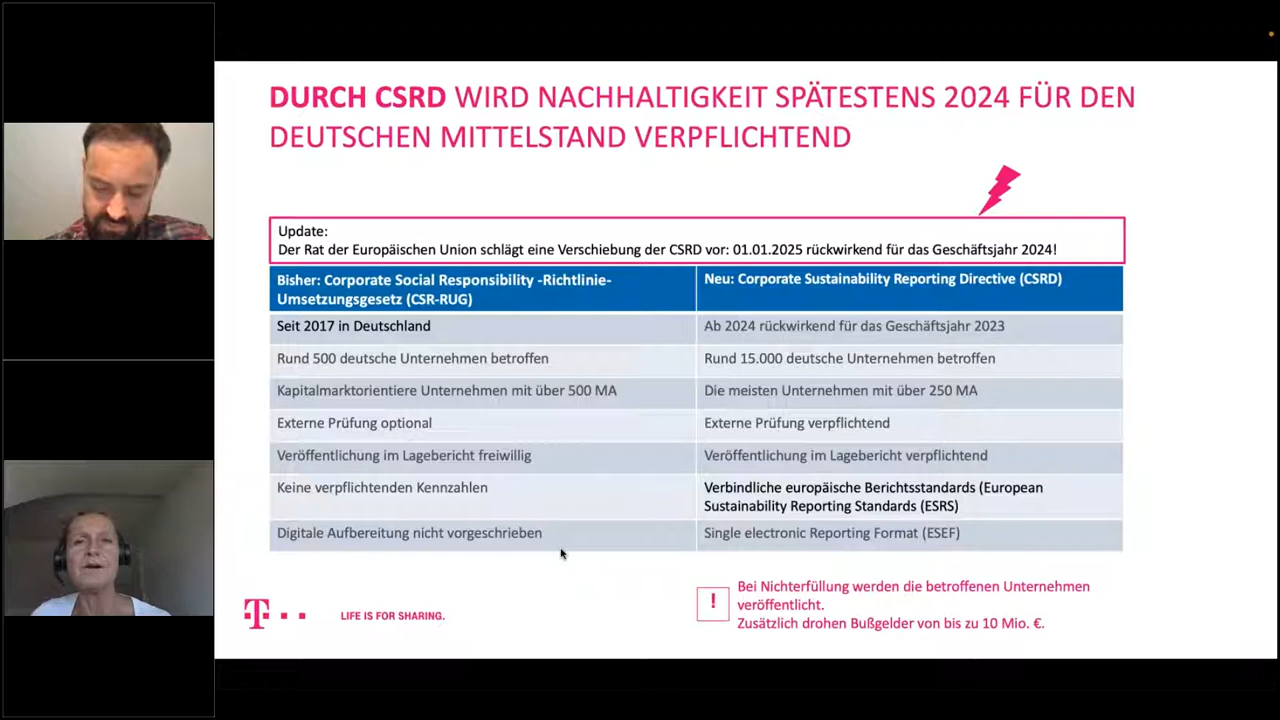 DURCH CSRD WIRD NACHHALTIGKEIT SPÄTESTENS 2024 FÜR DEN
DEUTSCHEN MITTELSTAND VERPFLICHTEND
Update:
Der Rat der Europäischen Union schlägt eine Verschiebung der CSRD vor: 01.01.2025 rückwirkend für das Geschäftsjahr 2024!
Bisher: Corporate Social Responsibility -Richtlinie-
Umsetzungsgesetz (CSR-RUG)
Neu: Corporate Sustainability Reporting Directive (CSRD)
Seit 2017 in Deutschland
Ab 2024 rückwirkend für das Geschäftsjahr 2023
Rund 500 deutsche Unternehmen betroffen
Rund 15.000 deutsche Unternehmen betroffen
Kapitalmarktorientiere Unternehmen mit über 500 MA
Die meisten Unternehmen mit über 250 MA
Externe Prüfung optional
Externe Prüfung verpflichtend
Veröffentlichung im Lagebericht freiwillig
Veröffentlichung im Lagebericht verpflichtend
Keine verpflichtenden Kennzahlen
Verbindliche europäische Berichtsstandards (European
Sustainability Reporting Standards (ESRS)
Digitale Aufbereitung nicht vorgeschrieben
Single electronic Reporting Format (ESEF)
! Bei Nichterfüllung werden die betroffenen Unternehmen
veröffentlicht.
Zusätzlich drohen Bußgelder von bis zu 10 Mio. €.
T LIFE IS FOR SHARING.